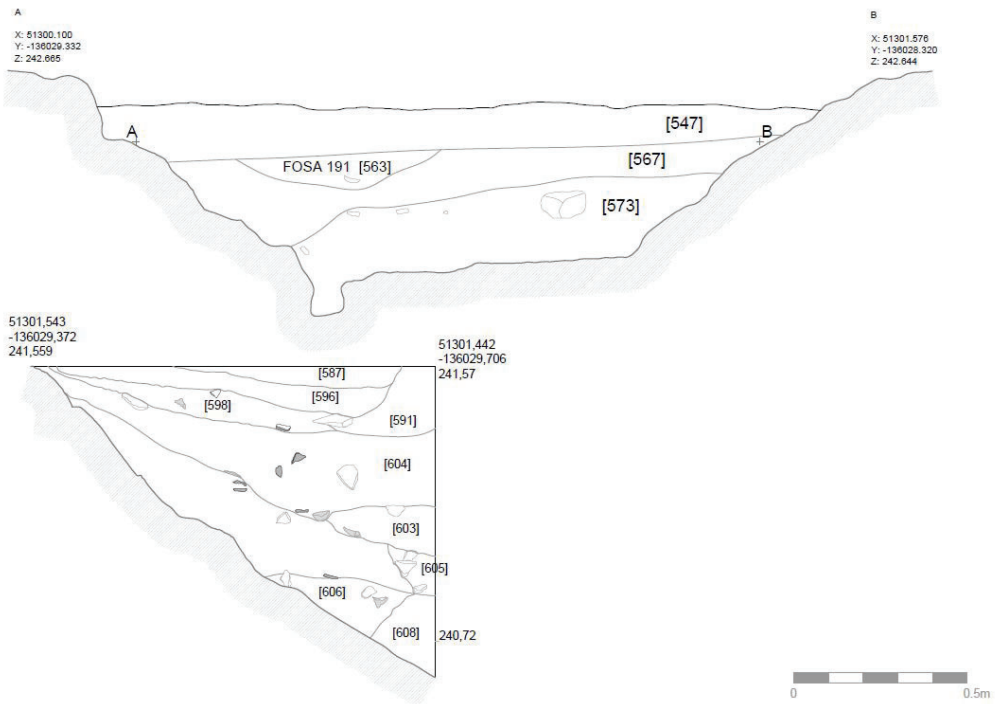 A
X: 51300.100
Y: -136029.332
Z: 242.665
B
X: 51301.576
Y: -136028.320
Z: 242.644
A
[547]
B
FOSA 191 [563]
[567]
[573]
51301,543
-136029,372
241,559
51301,442
-136029,706
241,57
[587]
[596]
[598]
[591]
[604]
[603]
[605]
[606]
[608]
240,72
0
0.5m